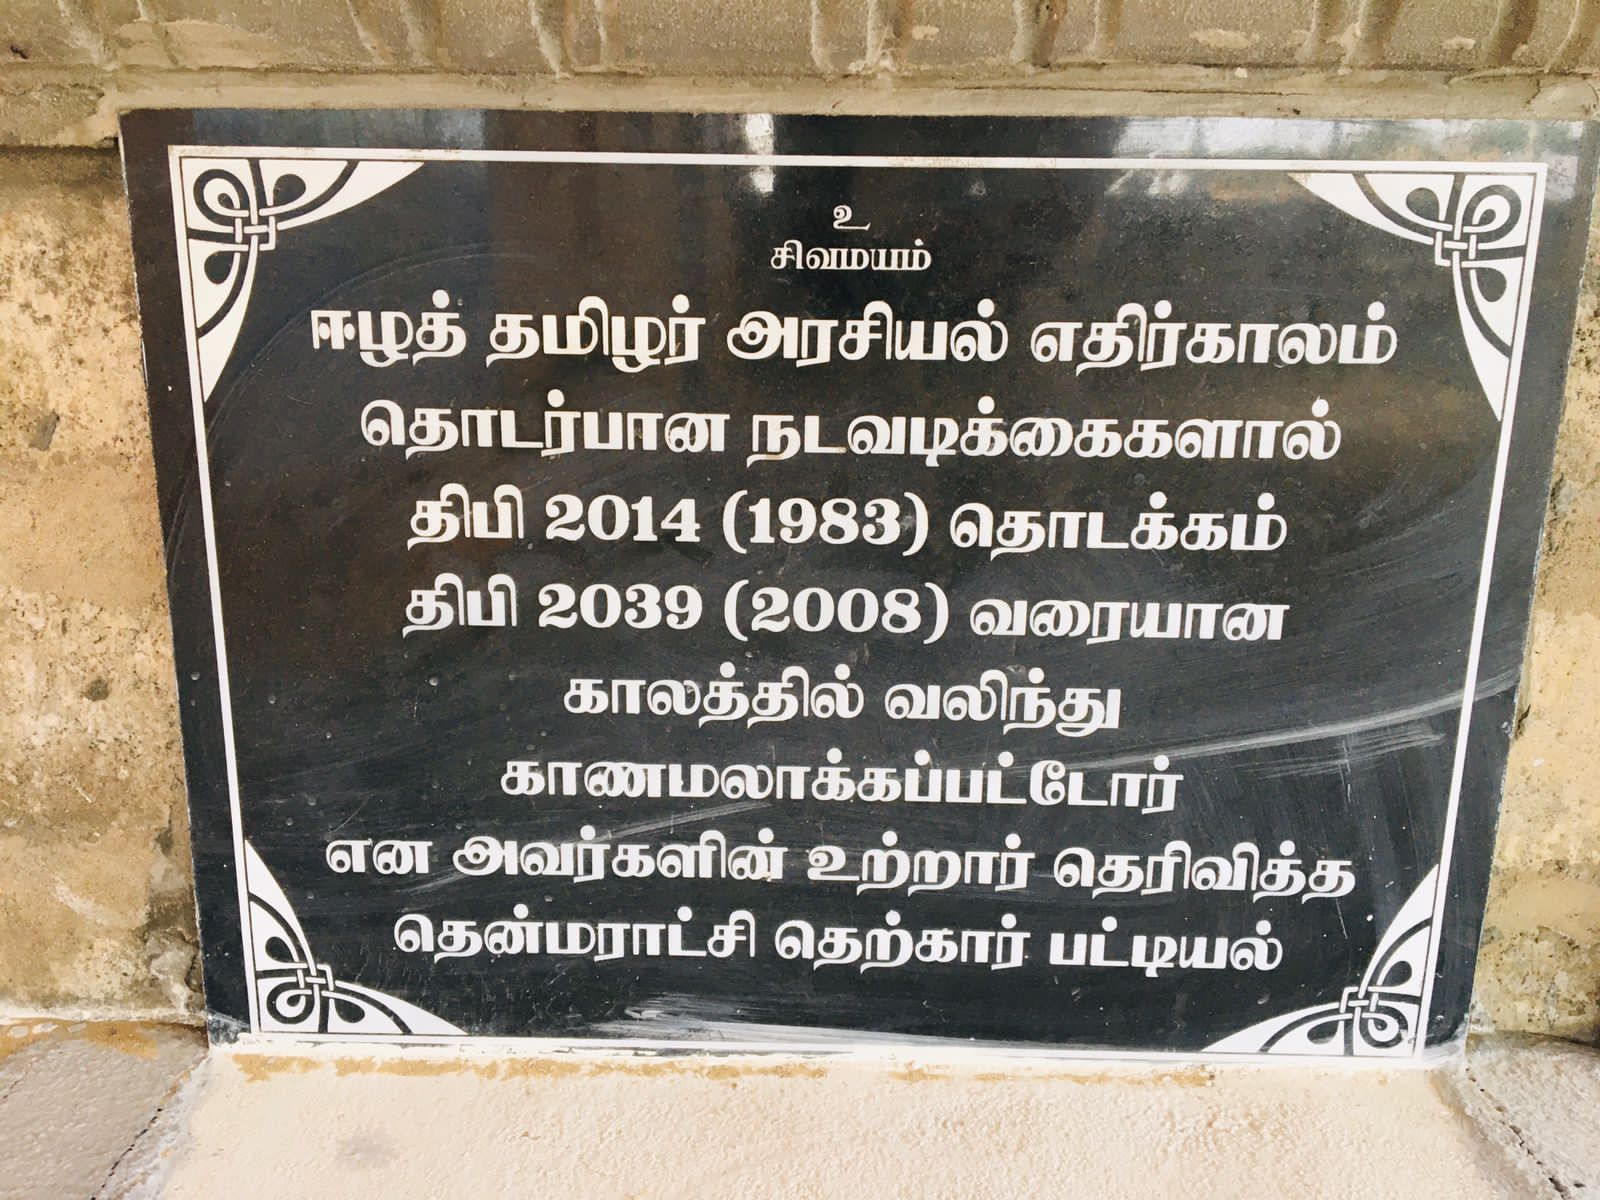 உ
சிவமயம்
ஈழத் தமிழர் அரசியல் எதிர்காலம்
தொடர்பான நடவடிக்கைகளால்
திபி 2014 (1983) தொடக்கம்
திபி 2039 (2008) வரையான
காலத்தில் வலிந்து
காணமலாக்கப்பட்டோர்
என அவர்களின் உற்றார் தெரிவித்த
தென்மராட்சி தெற்கார் பட்டியல்